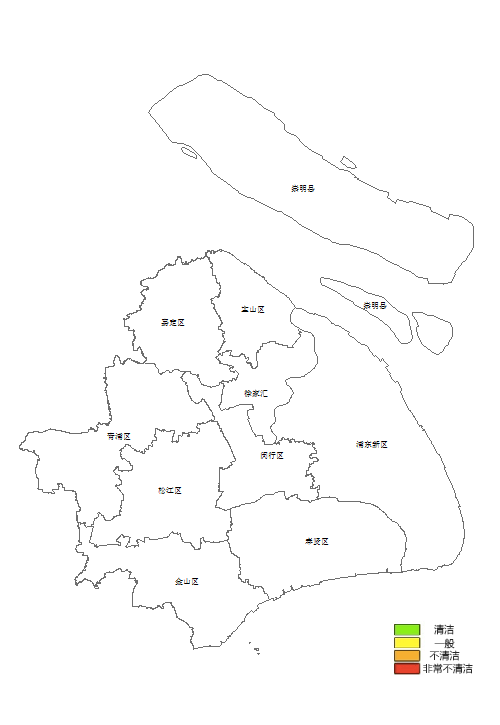 崇明县
崇明县
宝山区
嘉定区
徐家汇
青浦区
浦东新区
闵行区
松江区
奉贤区
金山区
清洁
一般
不清洁
非常不清洁